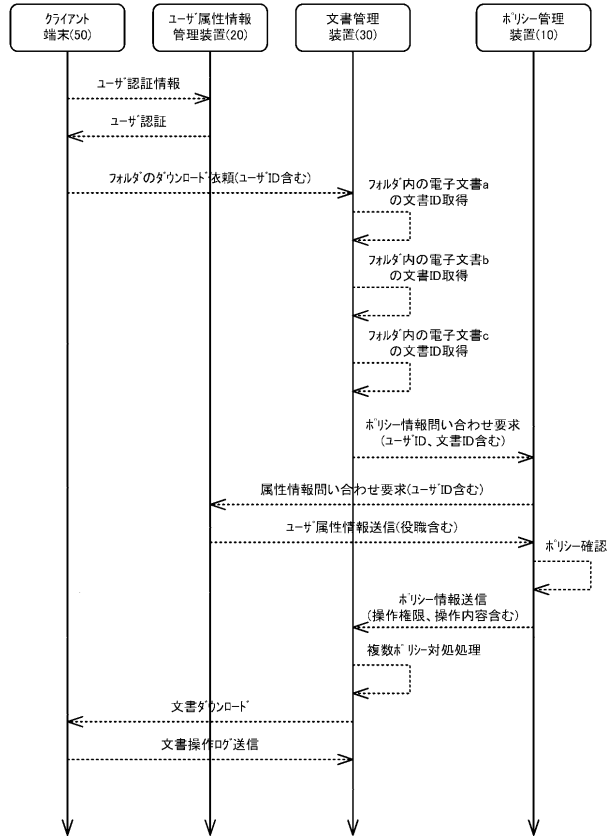 クライアント
端末(50)
ユーザ属性情報
管理装置(20)
文書管理
装置(30)
ポリシー管理
装置(10)
ユーザ認証情報
ユーザ認証
フォルダのダウンロード依頼(ユーザID含む)
フォルダ内の電子文書a
の文書ID取得
フォルダ内の電子文書b
の文書ID取得
フォルダ内の電子文書c
の文書ID取得
ポリシー情報問い合わせ要求
(ユーザID、文書ID含む)
属性情報問い合わせ要求(ユーザID含む)
ユーザ属性情報送信(役職含む)
ポリシー確認
ポリシー情報送信
(操作権限、操作内容含む)
複数ポリシー対処処理
文書ダウンロード
文書操作ログ送信